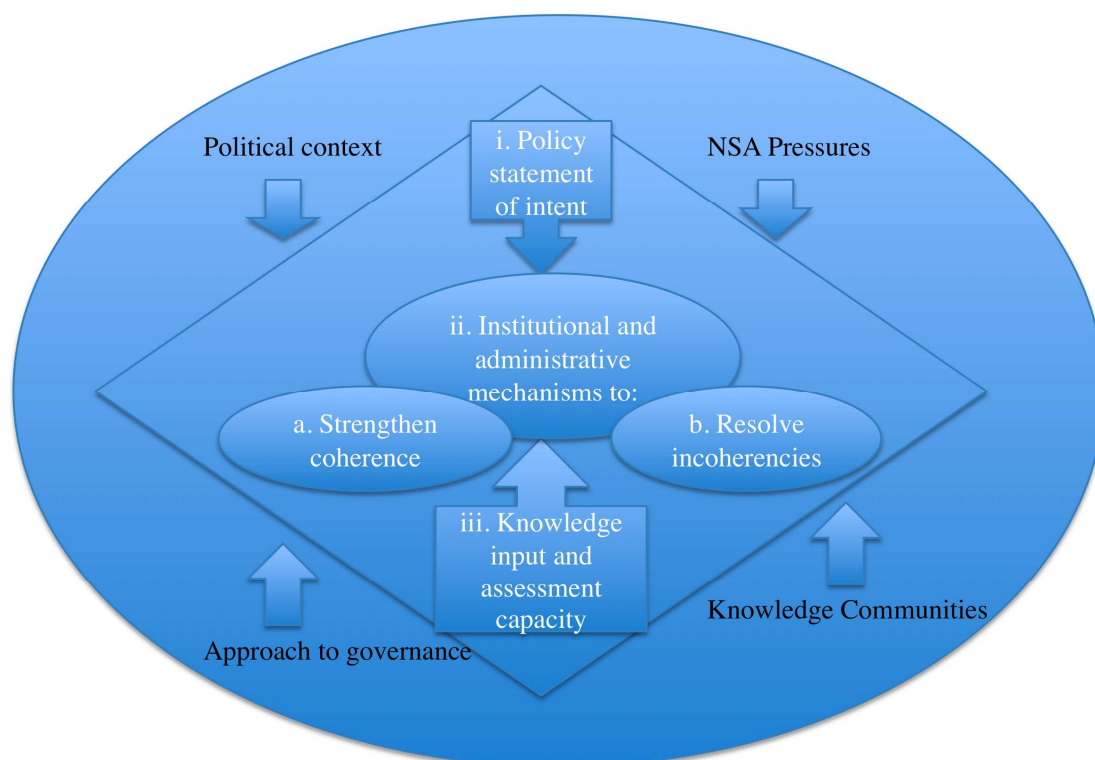 Political context
i. Policy
statement
of intent
NSA Pressures
ii. Institutional and
administrative
mechanisms to:
a. Strengthen
coherence
b. Resolve
incoherencies
iii. Knowledge
input and
assessment
capacity
Approach to governance
Knowledge Communities